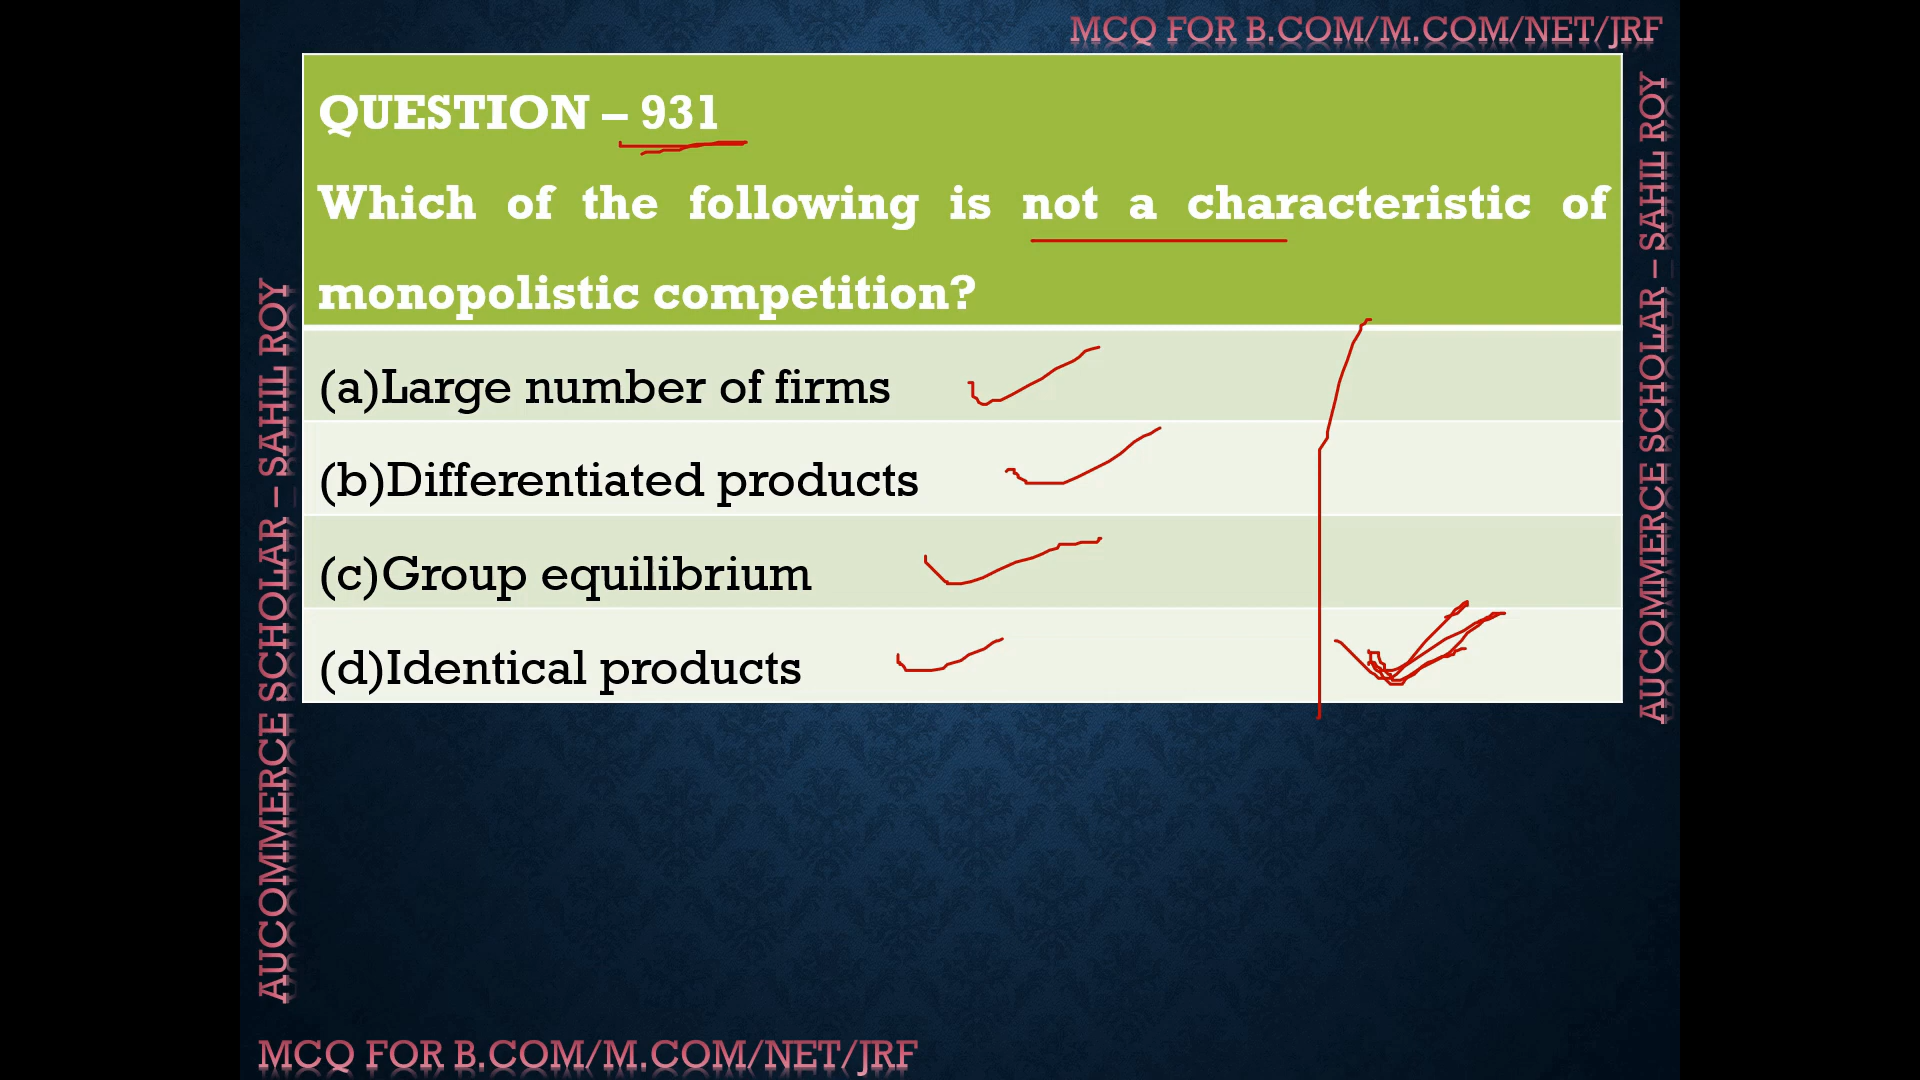 MCQ FOR B.COM/M.COM/NET/JRF
QUESTION – 931
Which of the following is not a characteristic of
monopolistic competition?
(a)Large number of firms
(b)Differentiated products
(c)Group equilibrium
(d)Identical products
AUCOMMERCE SCHOLAR – SAHIL ROY
AUCOMMERCE SCHOLAR – SAHIL ROY
MCQ FOR B.COM/M.COM/NET/JRF